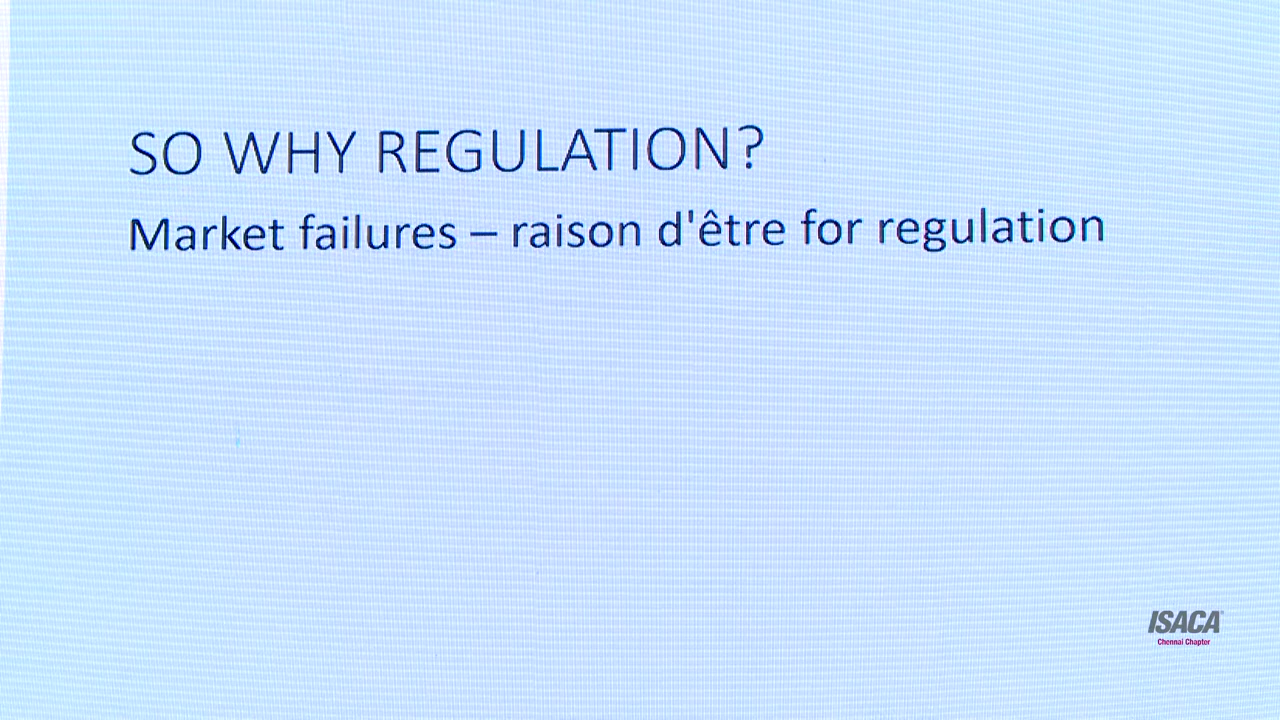 SO WHY REGULATION?
Market failures – raison d'être for regulation
ISACA®
Chennai Chapter